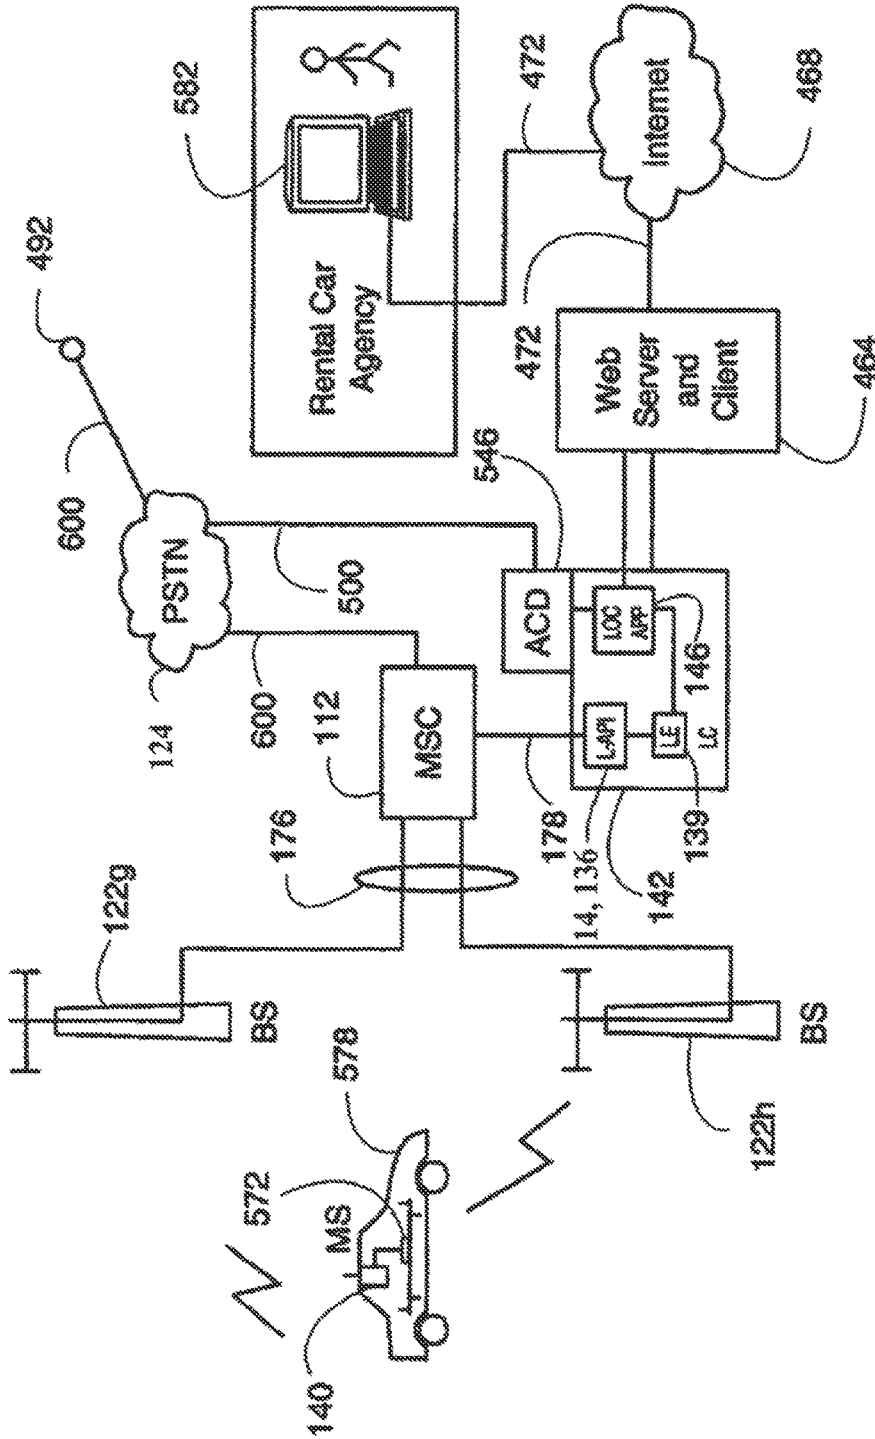 122g
124
PSTN
600
492
582
BS
572
600
140
MS
578
176
112
500
Rental Car
Agency
MSC
178
ACD
546
472
14, 136
L-API
LOC
APP
472
142
LE
Web
Server
and
Client
Internet
139
LC
146
122h
BS
464
468